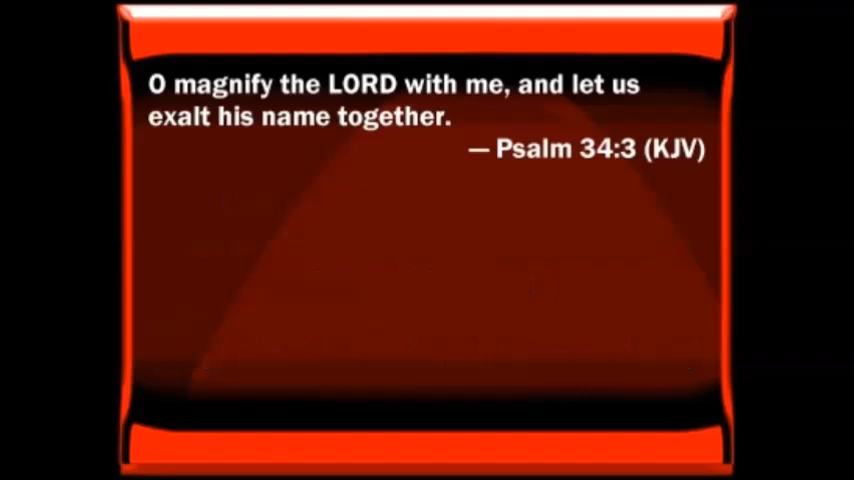 O magnify the LORD with me, and let us
exalt his name together.
— Psalm 34:3 (KJV)